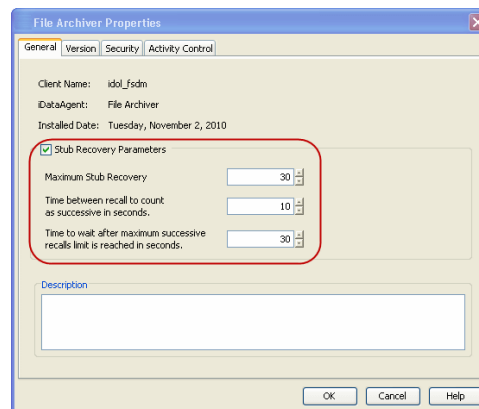 File Archiver Properties
General Version Security Activity Control
Client Name: idol_fsdm
iDataAgent: File Archiver
Installed Date: Tuesday, November 2, 2010
Stub Recovery Parameters
Maximum Stub Recovery 30
Time between recall to count
as successive in seconds. 10
Time to wait after maximum successive
recalls limit is reached in seconds. 30
Description
OK Cancel Help